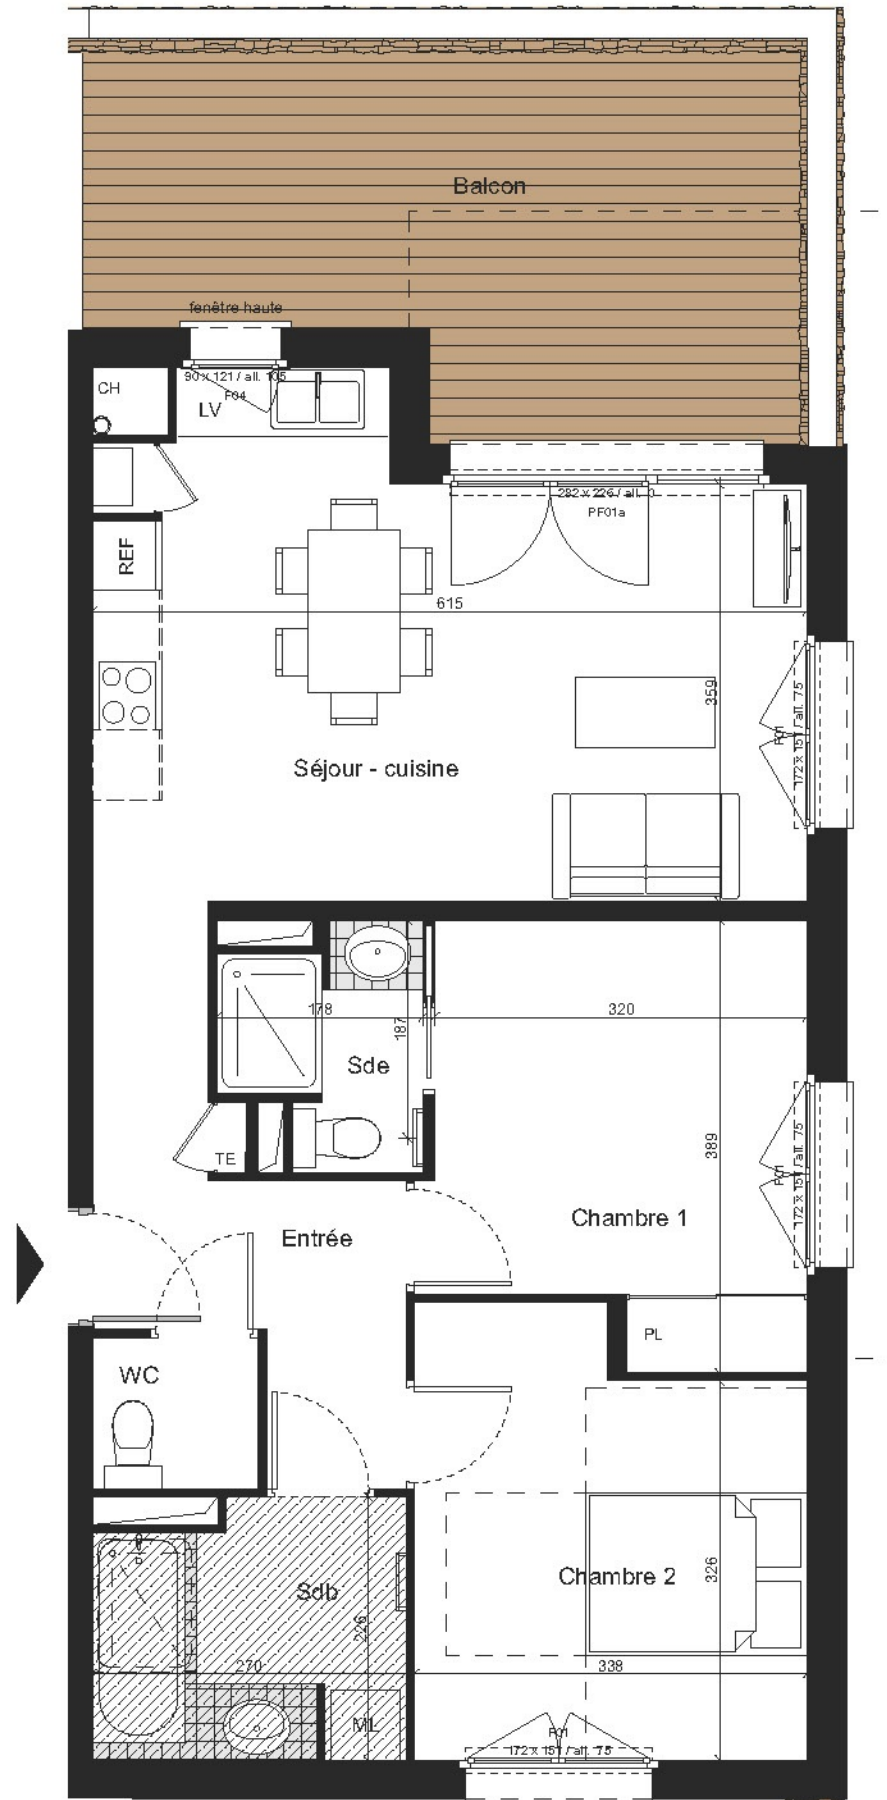 Balcon
fenêtre haute
90 x 121 / all. 105
F04
CH
LV
282 x 226 / all. 0
PF01a
REF
615
359
F01
172 x 151 / all. 75
Séjour - cuisine
178
320
187
Sde
389
F01
172 x 151 / all. 75
TE
Chambre 1
Entrée
PL
WC
Chambre 2
326
Sdb
226
270
338
ML
F01
172 x 151 / all. 75